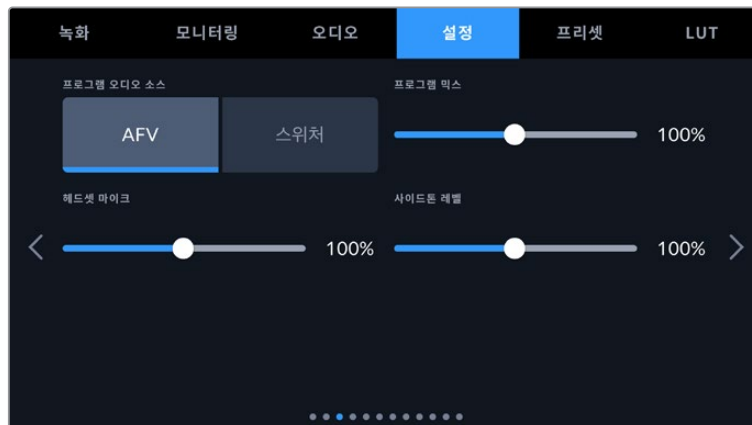 녹화 모니터링 오디오 설정 프리셋 LUT
프로그램 오디오 소스 프로그램 믹스
AFV 스위처 100%
헤드셋 마이크 사이드톤 레벨
100% 100%